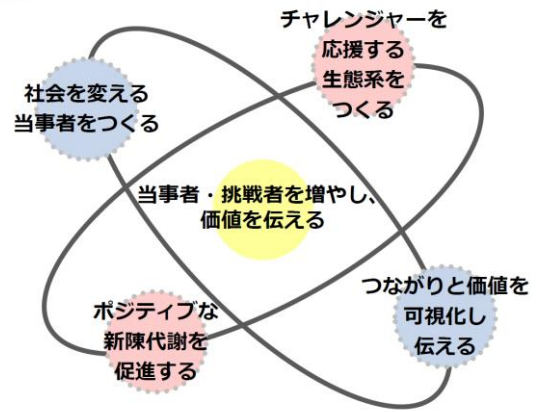 チャレンジャーを
応援する
生態系を
つくる
社会を変える
当事者をつくる
当事者・挑戦者を増やし、
価値を伝える
つながりと価値を
可視化し
伝える
ポジティブな
新陳代謝を
促進する